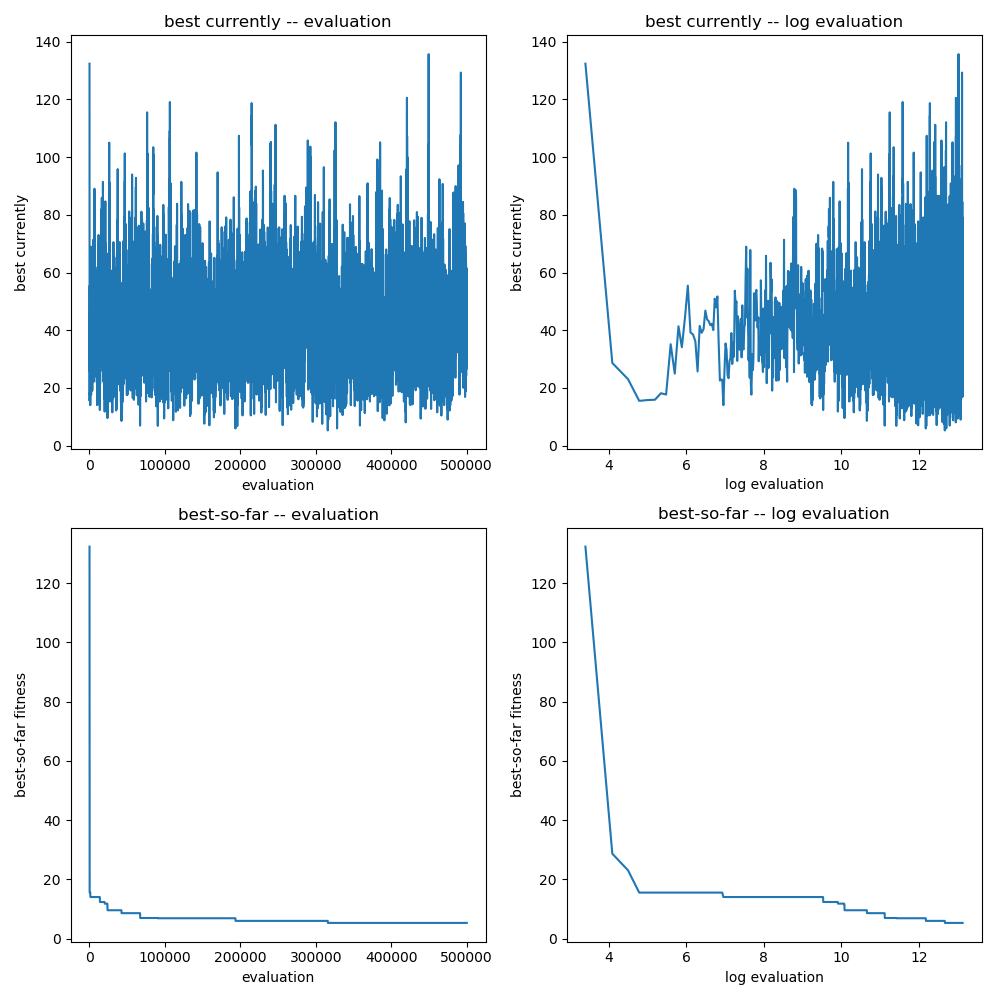 best currently -- evaluation
140
120
100
80
60
40
20
0
best currently
0 100000 200000 300000 400000 500000
evaluation
best currently -- log evaluation
140
120
100
80
60
40
20
0
best currently
4 6 8 10 12
log evaluation
best-so-far -- evaluation
120
100
80
60
40
20
0
best-so-far fitness
0 100000 200000 300000 400000 500000
evaluation
best-so-far -- log evaluation
120
100
80
60
40
20
0
best-so-far fitness
4 6 8 10 12
log evaluation